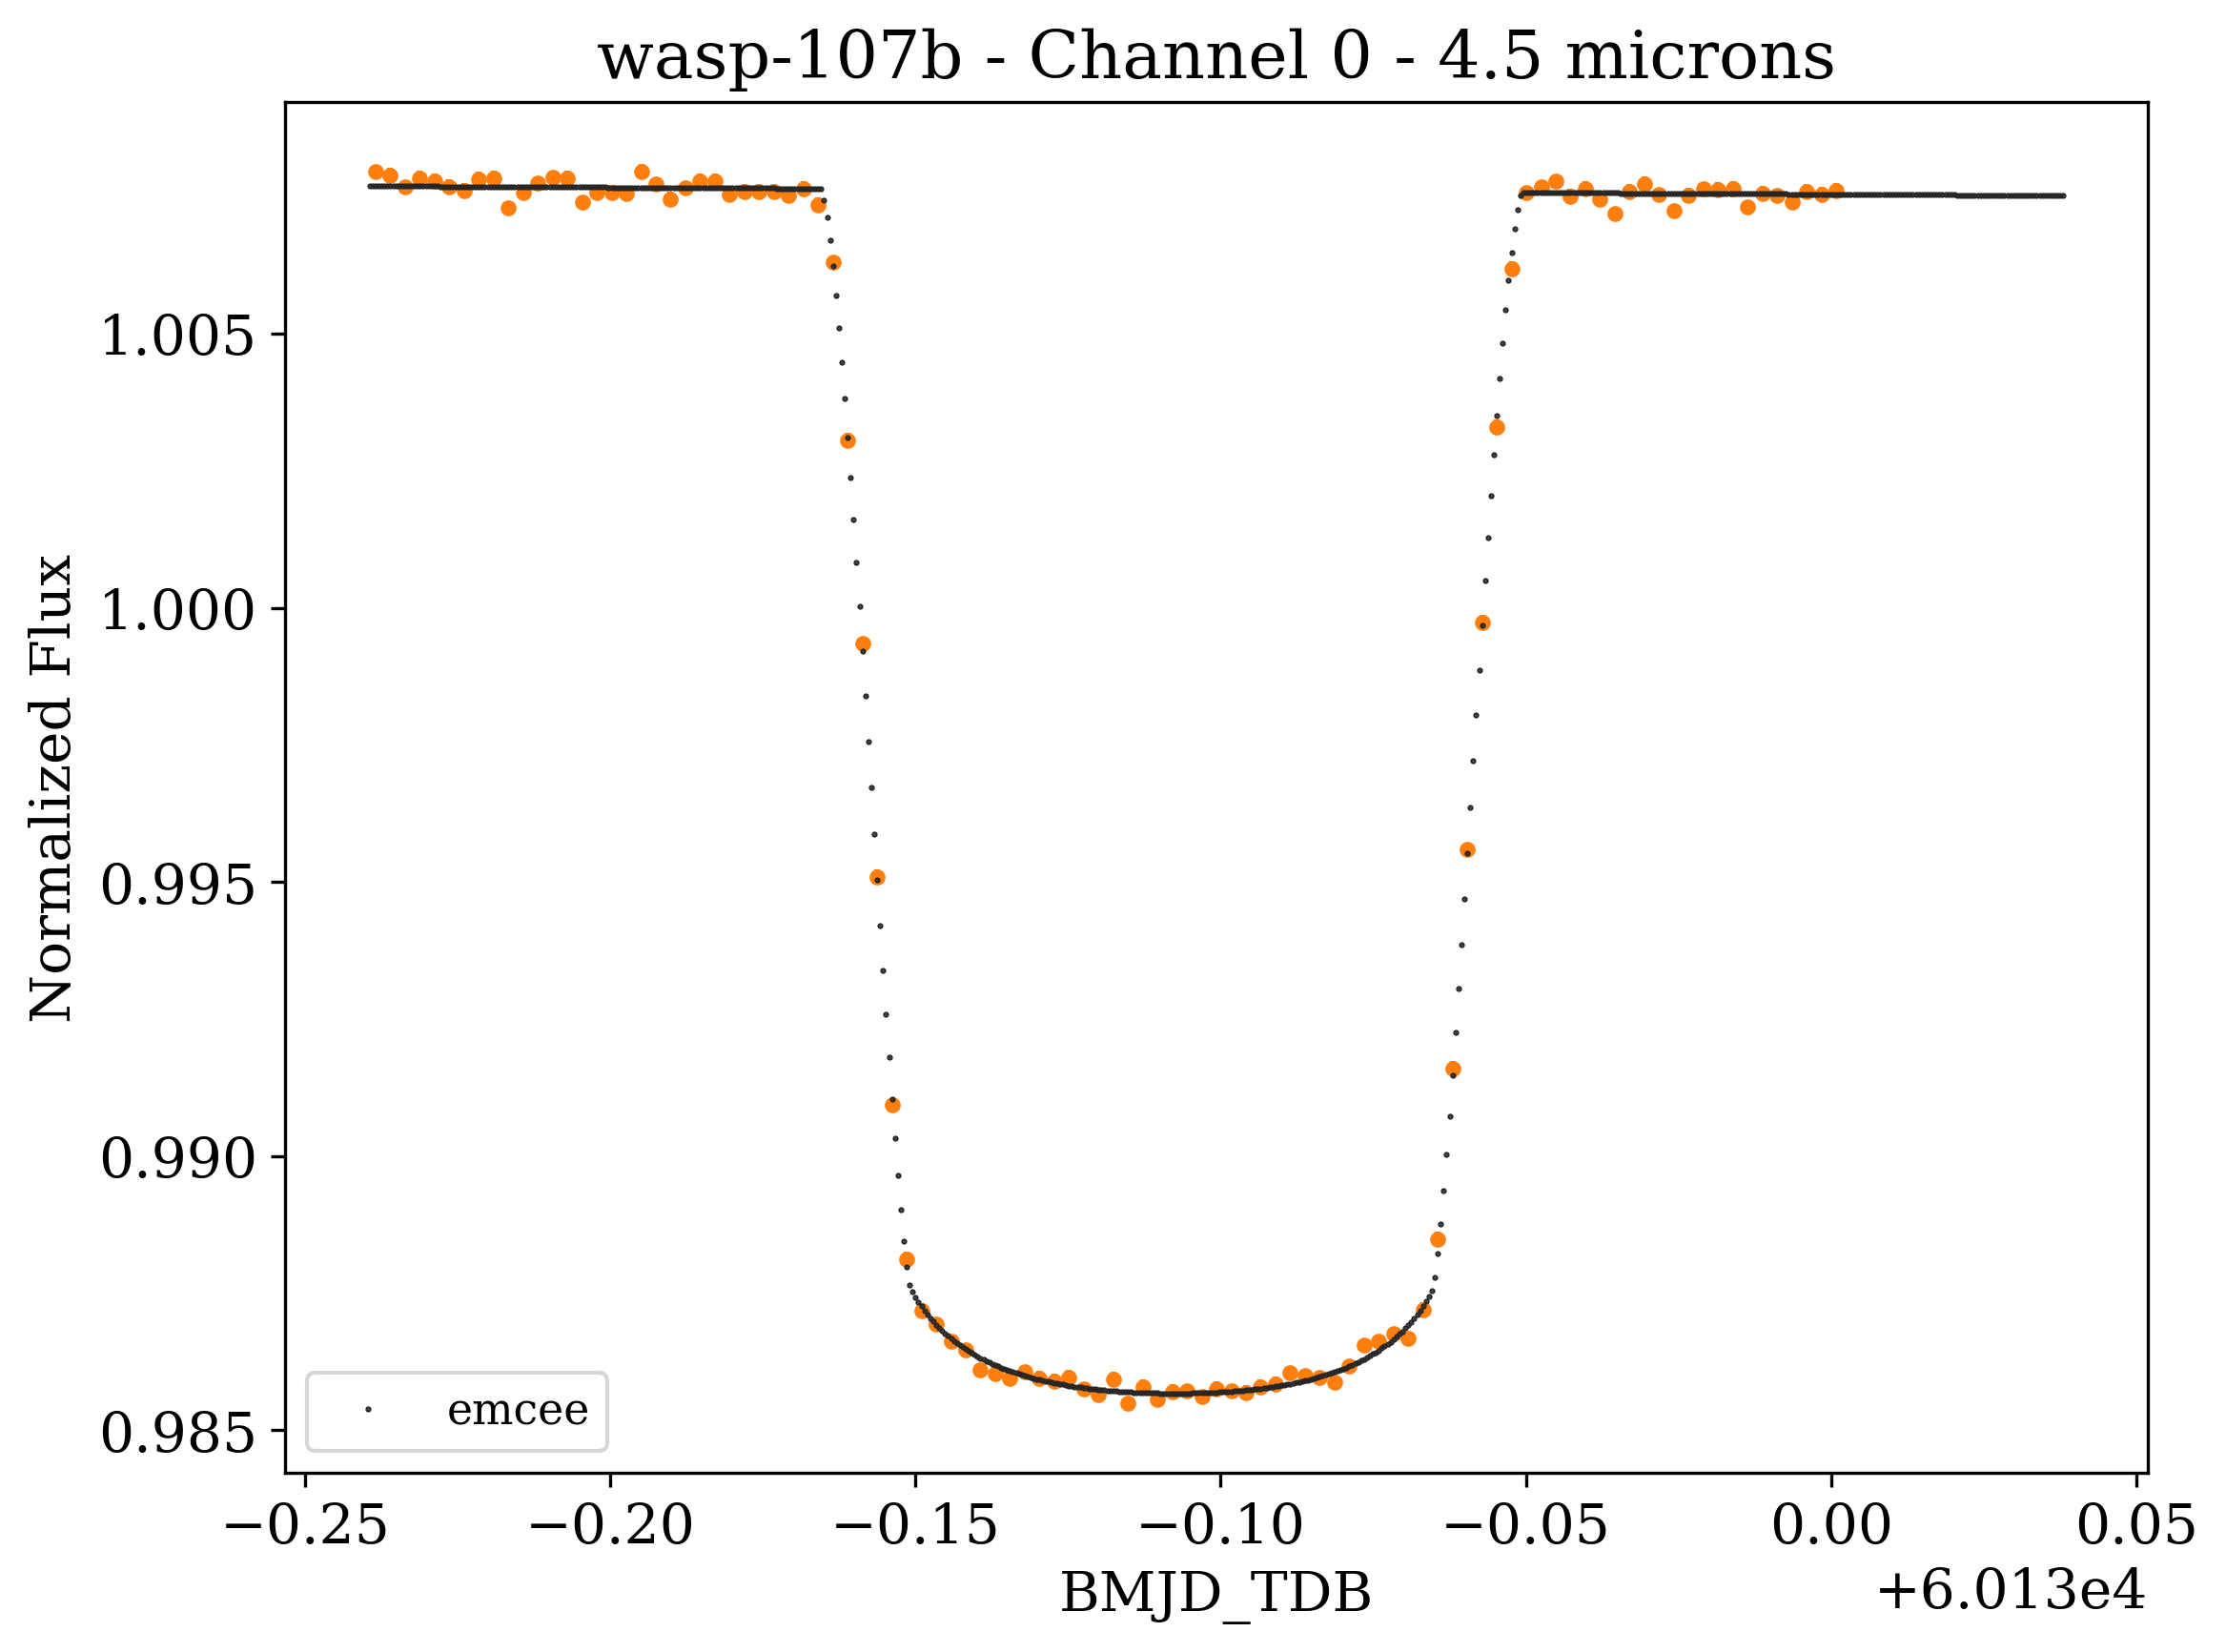 wasp-107b - Channel 0 - 4.5 microns
Normalized Flux
1.005
1.000
0.995
0.990
0.985
emcee
−0.25 −0.20 −0.15 −0.10 −0.05 0.00 0.05
BMJD_TDB
+6.013e4